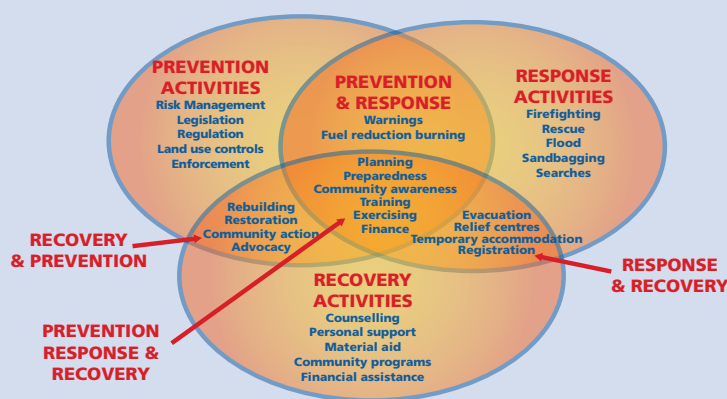 PREVENTION
ACTIVITIES
Risk Management
Legislation
Regulation
Land use controls
Enforcement
PREVENTION
& RESPONSE
Warnings
Fuel reduction burning
RESPONSE
ACTIVITIES
Firefighting
Rescue
Flood
Sandbagging
Searches
Planning
Preparedness
Community awareness
Training
Exercising
Finance
Rebuilding
Restoration
Community action
Advocacy
Evacuation
Relief centres
Temporary accommodation
Registration
RECOVERY
& PREVENTION
RESPONSE
& RECOVERY
PREVENTION
RESPONSE &
RECOVERY
RECOVERY
ACTIVITIES
Counselling
Personal support
Material aid
Community programs
Financial assistance